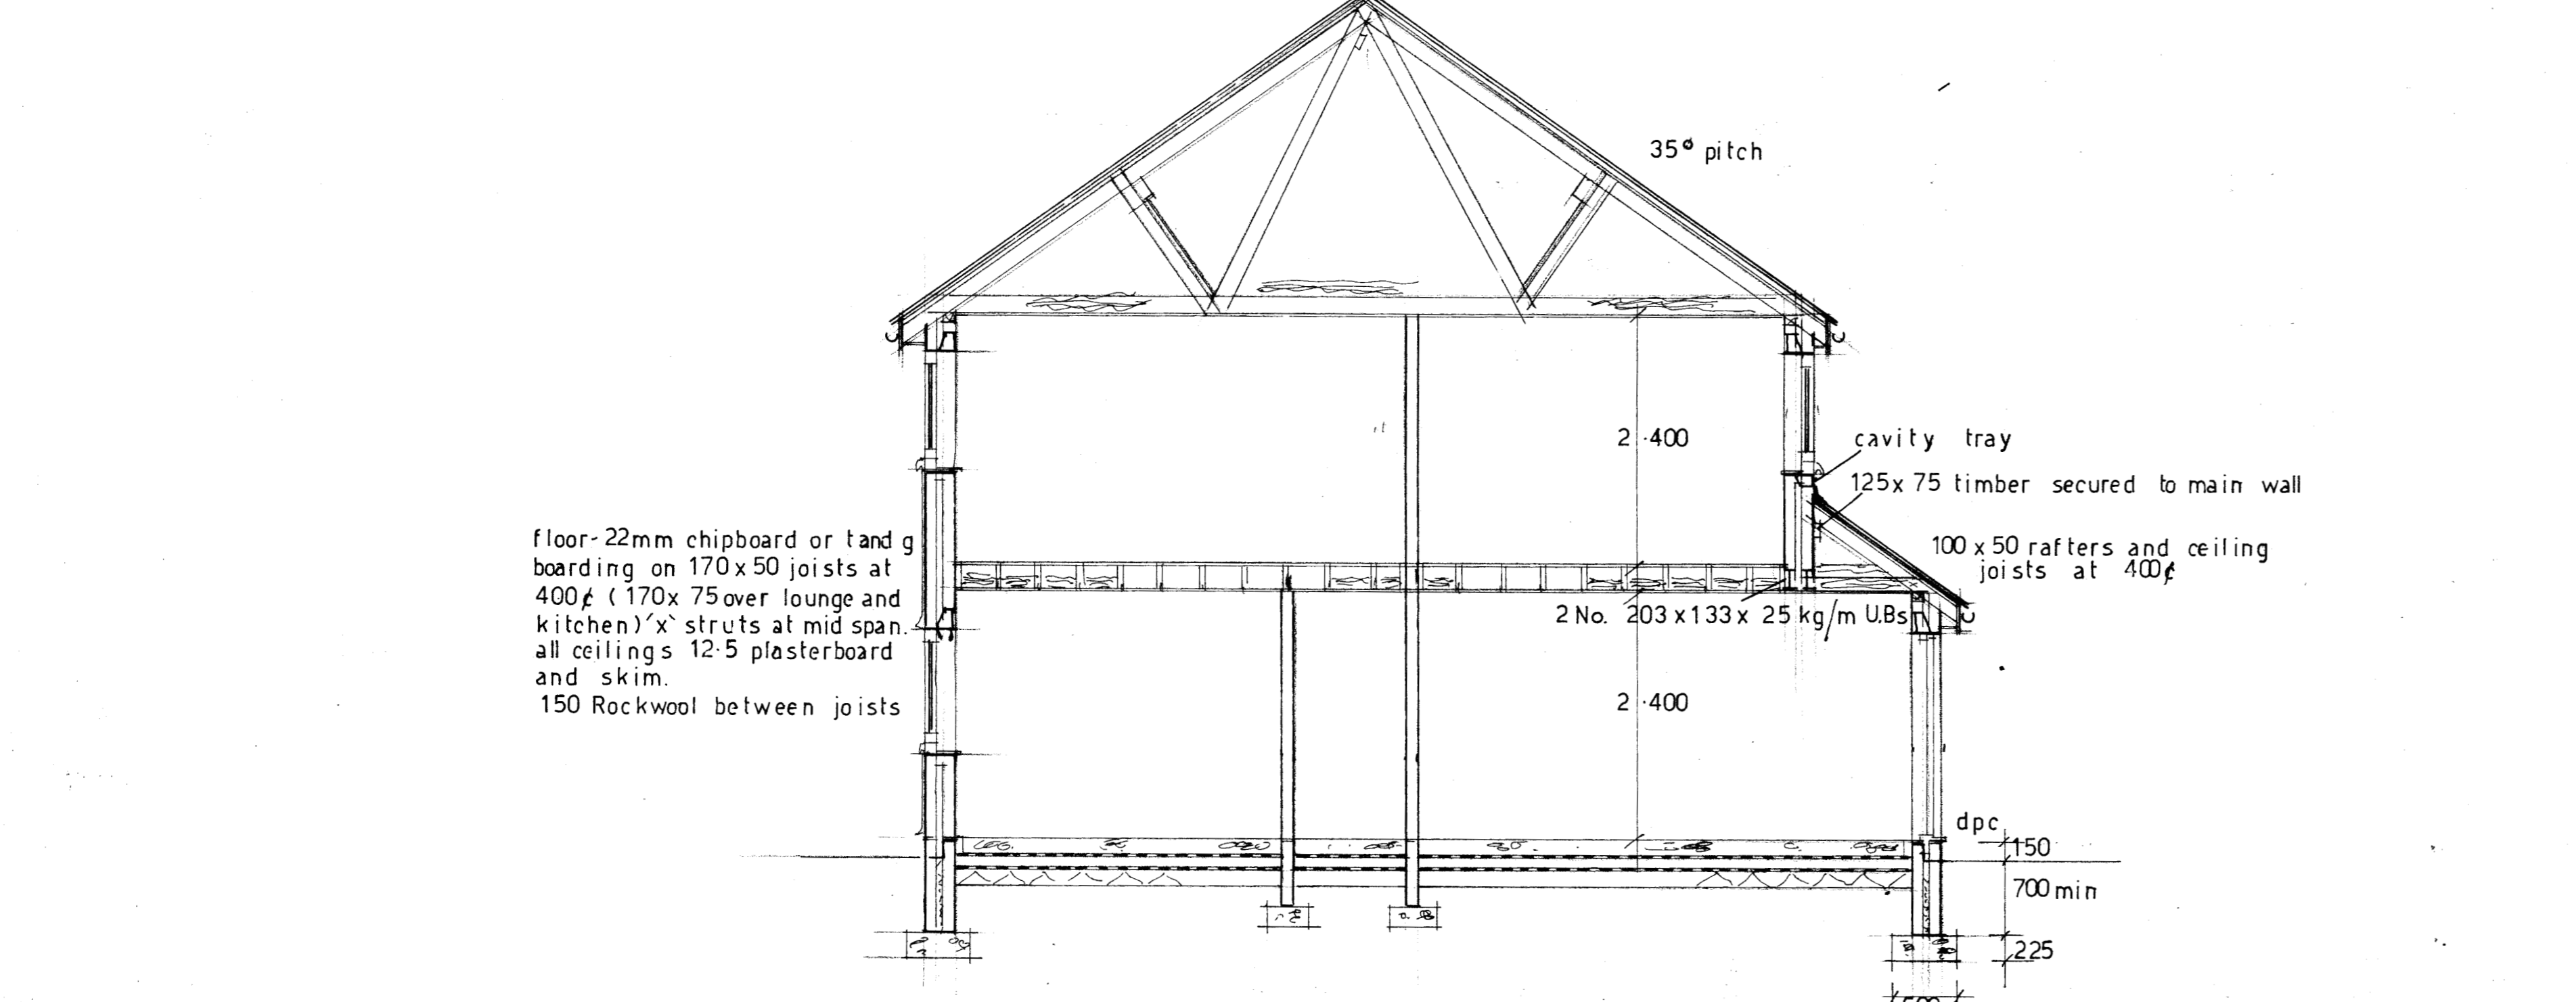 35° pitch
2.400
cavity tray
125x 75 timber secured to main wall
floor- 22mm chipboard or t and g
boarding on 170 x 50 joists at
400¢ ( 170x 75 over lounge and
kitchen) 'x' struts at mid span.
all ceilings 12·5 plasterboard
and skim.
150 Rockwool between joists
100 x 50 rafters and ceiling
joists at 400¢
2 No. 203 x 133 x 25 kg/m U.Bs
2.400
dpc
150
700 min
225